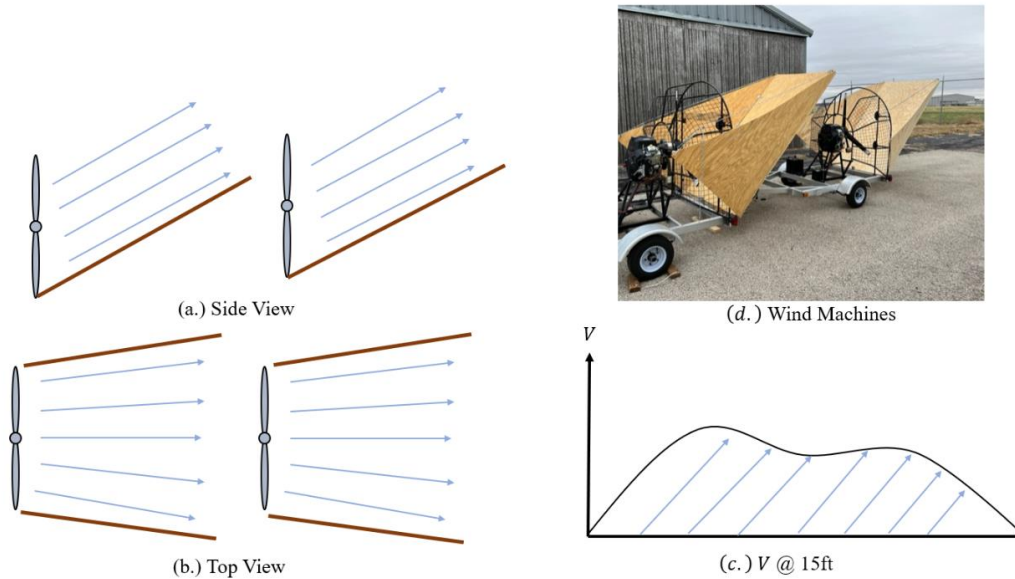 (a.) Side View
(d.) Wind Machines
V
(b.) Top View
(c.) V @ 15ft